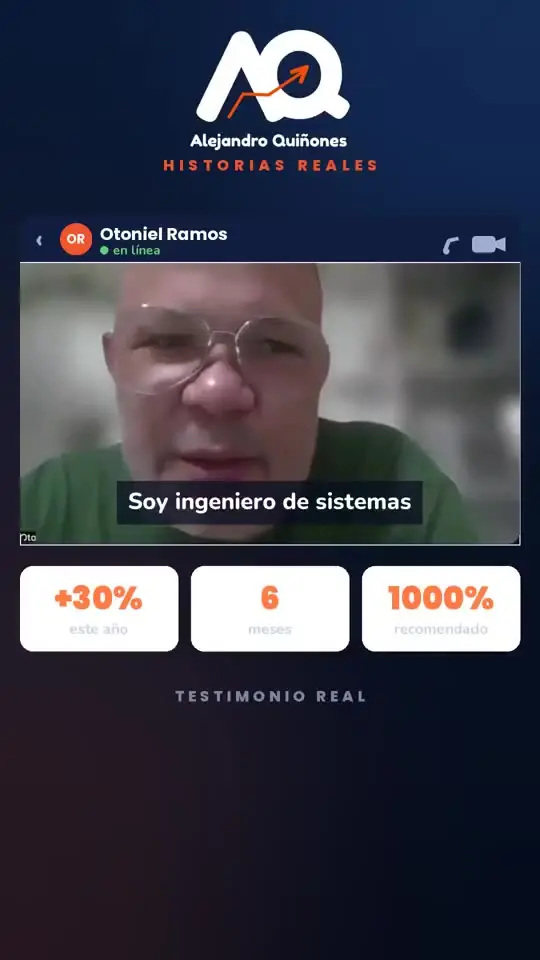 AQ
Alejandro Quiñones
HISTORIAS REALES
OR
Otoniel Ramos
en línea
Soy ingeniero de sistemas
Oto
+30%
6
1000%
este año
meses
recomendado
TESTIMONIO REAL